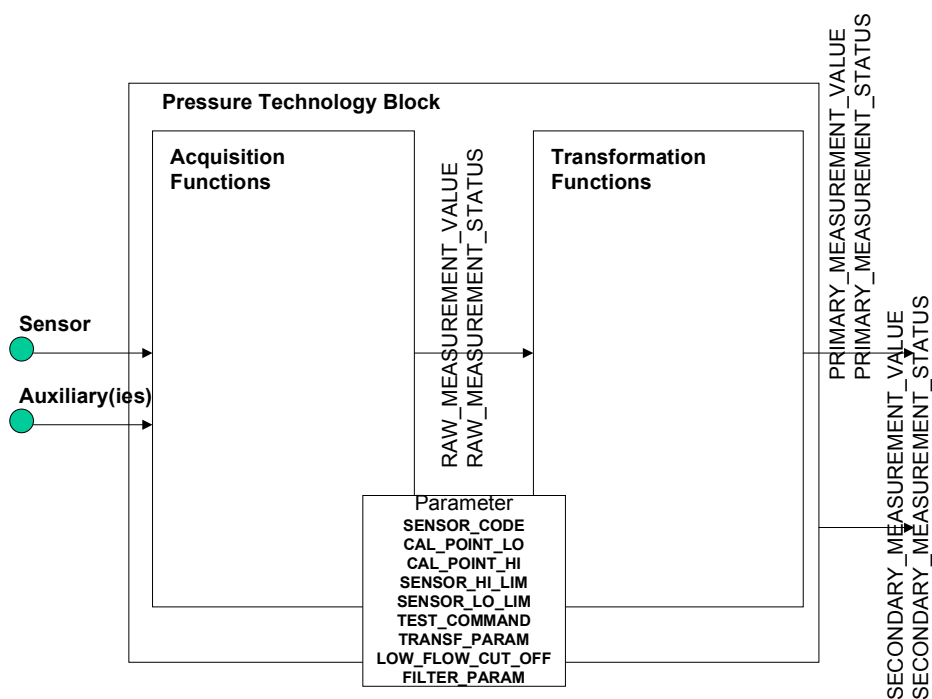 Pressure Technology Block
Acquisition
Functions
Transformation
Functions
Sensor
Auxiliary(ies)
RAW_MEASUREMENT_VALUE
RAW_MEASUREMENT_STATUS
PRIMARY_MEASUREMENT_VALUE
PRIMARY_MEASUREMENT_STATUS
SECONDARY_MEASUREMENT_VALUE
SECONDARY_MEASUREMENT_STATUS
Parameter
SENSOR_CODE
CAL_POINT_LO
CAL_POINT_HI
SENSOR_HI_LIM
SENSOR_LO_LIM
TEST_COMMAND
TRANSF_PARAM
LOW_FLOW_CUT_OFF
FILTER_PARAM